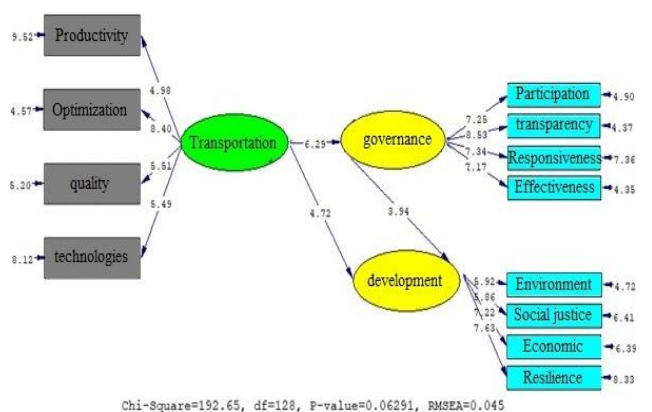 9.52 Productivity
4.57 Optimization
5.20 quality
8.12 technologies
4.98
8.40
5.51
5.49
Transportation
6.29
4.72
governance
3.94
development
7.25
8.53
7.34
7.17
Participation 4.90
transparency 4.37
Responsiveness 7.36
Effectiveness 4.35
5.92
5.86
7.22
7.63
Environment 4.72
Social justice 6.41
Economic 6.39
Resilience 8.33
Chi-Square=192.65, df=128, P-value=0.06291, RMSEA=0.045